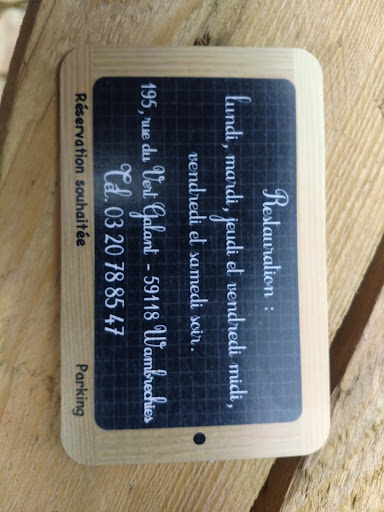 Restauration :
lundi, mardi, jeudi et vendredi midi,
vendredi et samedi soir.
195, rue du Vert Galant - 59118 Wambrechies
Tél. 03 20 78 85 47
Réservation souhaitée Parking